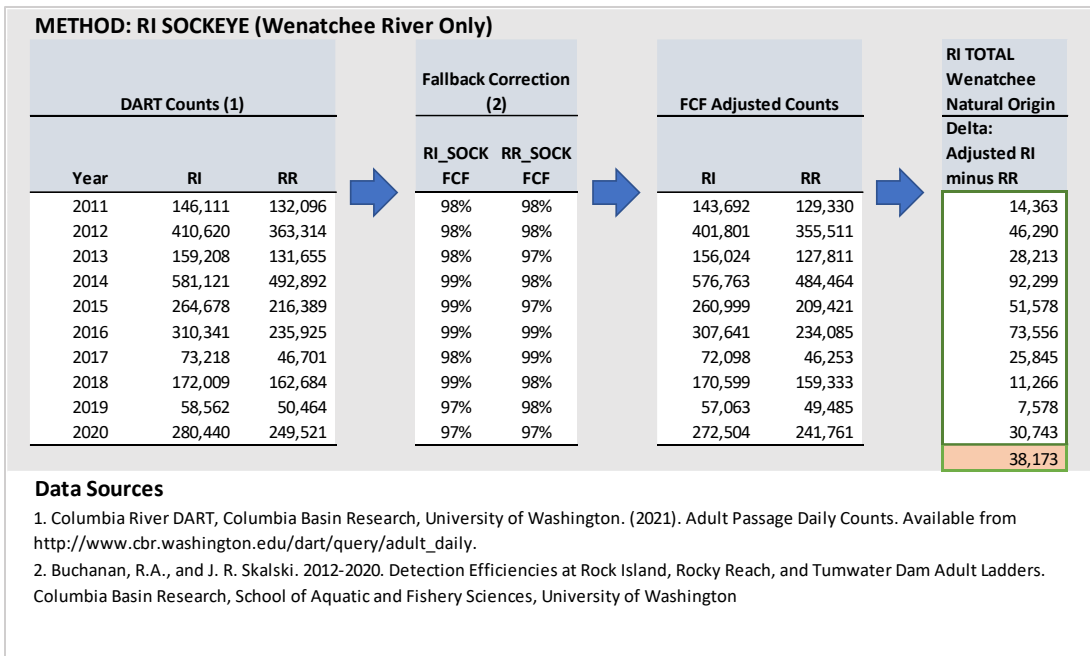 METHOD: RI SOCKEYE (Wenatchee River Only)
DART Counts (1)
Fallback Correction
(2)
FCF Adjusted Counts
RI TOTAL
Wenatchee
Natural Origin
Year RI RR
RI_SOCK RR_SOCK
FCF FCF
RI RR
Delta:
Adjusted RI
minus RR
2011 146,111 132,096 98% 98% 143,692 129,330 14,363
2012 410,620 363,314 98% 98% 401,801 355,511 46,290
2013 159,208 131,655 98% 97% 156,024 127,811 28,213
2014 581,121 492,892 99% 98% 576,763 484,464 92,299
2015 264,678 216,389 99% 97% 260,999 209,421 51,578
2016 310,341 235,925 99% 99% 307,641 234,085 73,556
2017 73,218 46,701 98% 99% 72,098 46,253 25,845
2018 172,009 162,684 99% 98% 170,599 159,333 11,266
2019 58,562 50,464 97% 98% 57,063 49,485 7,578
2020 280,440 249,521 97% 97% 272,504 241,761 30,743
38,173
Data Sources
1. Columbia River DART, Columbia Basin Research, University of Washington. (2021). Adult Passage Daily Counts. Available from
http://www.cbr.washington.edu/dart/query/adult_daily.
2. Buchanan, R.A., and J. R. Skalski. 2012-2020. Detection Efficiencies at Rock Island, Rocky Reach, and Tumwater Dam Adult Ladders.
Columbia Basin Research, School of Aquatic and Fishery Sciences, University of Washington